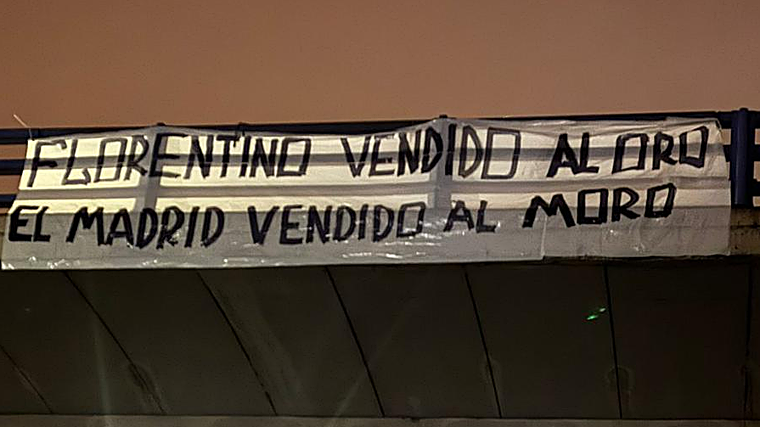 FLORENTINO VENDIDO AL ORO
EL MADRID VENDIDO AL MORO